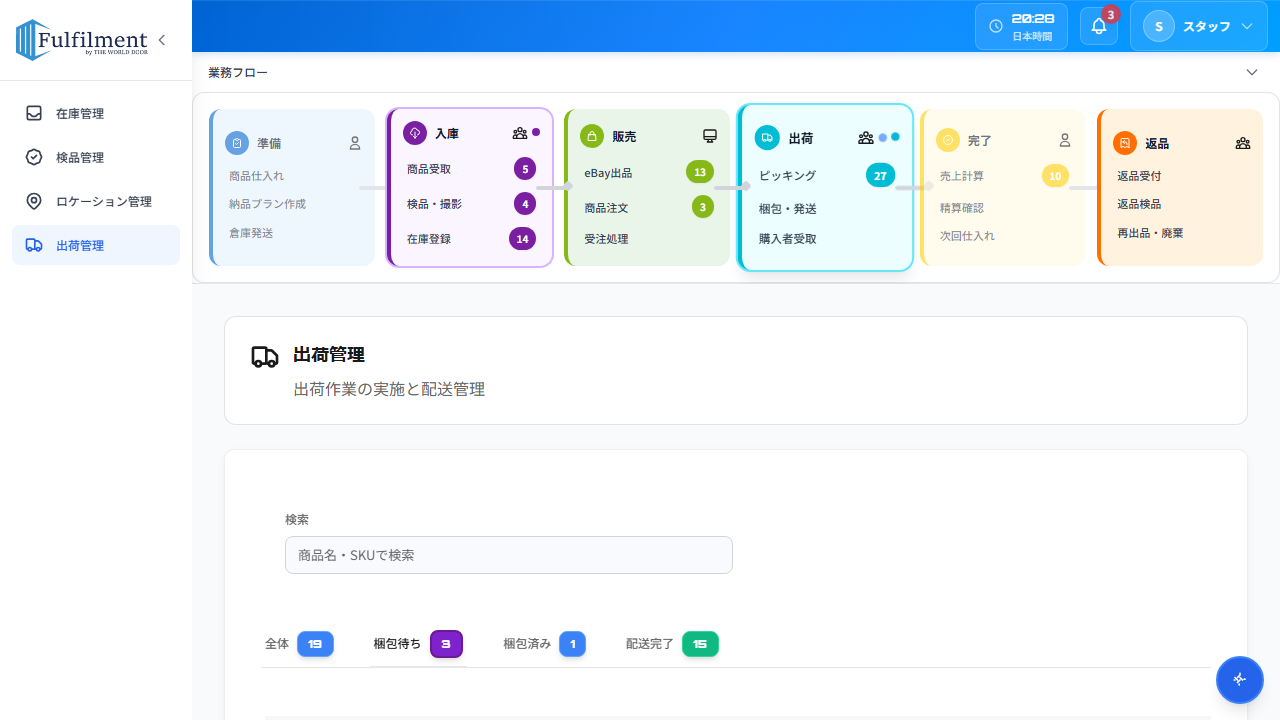 Fulfilment
by THE WORLD DOOR
20:28
日本時間
3
S
スタッフ
業務フロー
在庫管理
検品管理
ロケーション管理
出荷管理
準備
商品仕入れ
納品プラン作成
倉庫発送
入庫
商品受取 5
検品・撮影 4
在庫登録 14
販売
eBay出品 13
商品注文 3
受注処理
出荷
ピッキング 27
梱包・発送
購入者受取
完了
売上計算 10
精算確認
次回仕入れ
返品
返品受付
返品検品
再出品・廃棄
出荷管理
出荷作業の実施と配送管理
検索
商品名・SKUで検索
全体 19 梱包待ち 3 梱包済み 1 配送完了 15